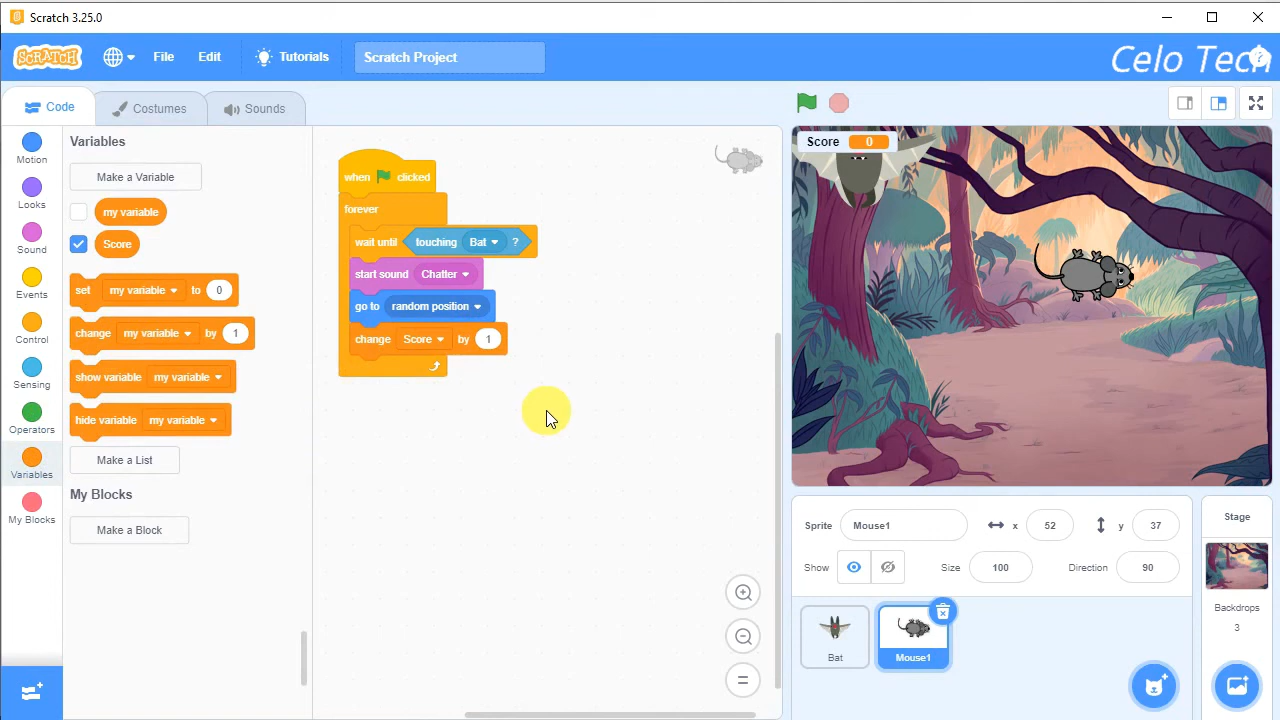 Scratch 3.25.0
SCRATCH
File
Edit
Tutorials
Scratch Project
Celo Tech
Code
Costumes
Sounds
Motion
Looks
Sound
Events
Control
Sensing
Operators
Variables
My Blocks
Variables
Make a Variable
my variable
Score
set my variable to 0
change my variable by 1
show variable my variable
hide variable my variable
Make a List
My Blocks
Make a Block
when clicked
forever
wait until touching Bat ?
start sound Chatter
go to random position
change Score by 1
Score 0
Sprite Mouse1 x 52 y 37
Show Size 100 Direction 90
Bat
Mouse1
Stage
Backdrops
3